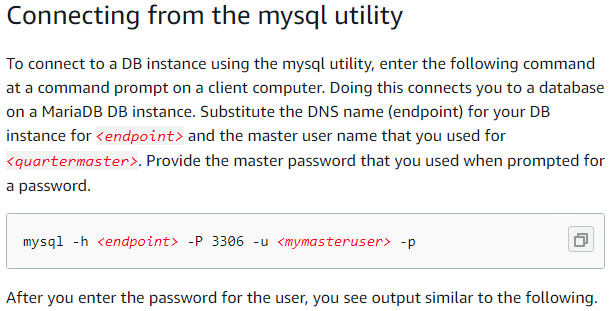 Connecting from the mysql utility
To connect to a DB instance using the mysql utility, enter the following command
at a command prompt on a client computer. Doing this connects you to a database
on a MariaDB DB instance. Substitute the DNS name (endpoint) for your DB
instance for <endpoint> and the master user name that you used for
<quartermaster>. Provide the master password that you used when prompted for
a password.
mysql -h <endpoint> -P 3306 -u <mymasteruser> -p
After you enter the password for the user, you see output similar to the following.